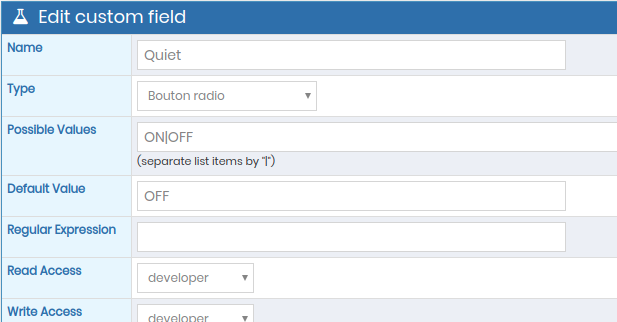 Edit custom field
Name Quiet
Type Bouton radio
Possible Values ON|OFF
(separate list items by "|")
Default Value OFF
Regular Expression
Read Access developer
Write Access developer